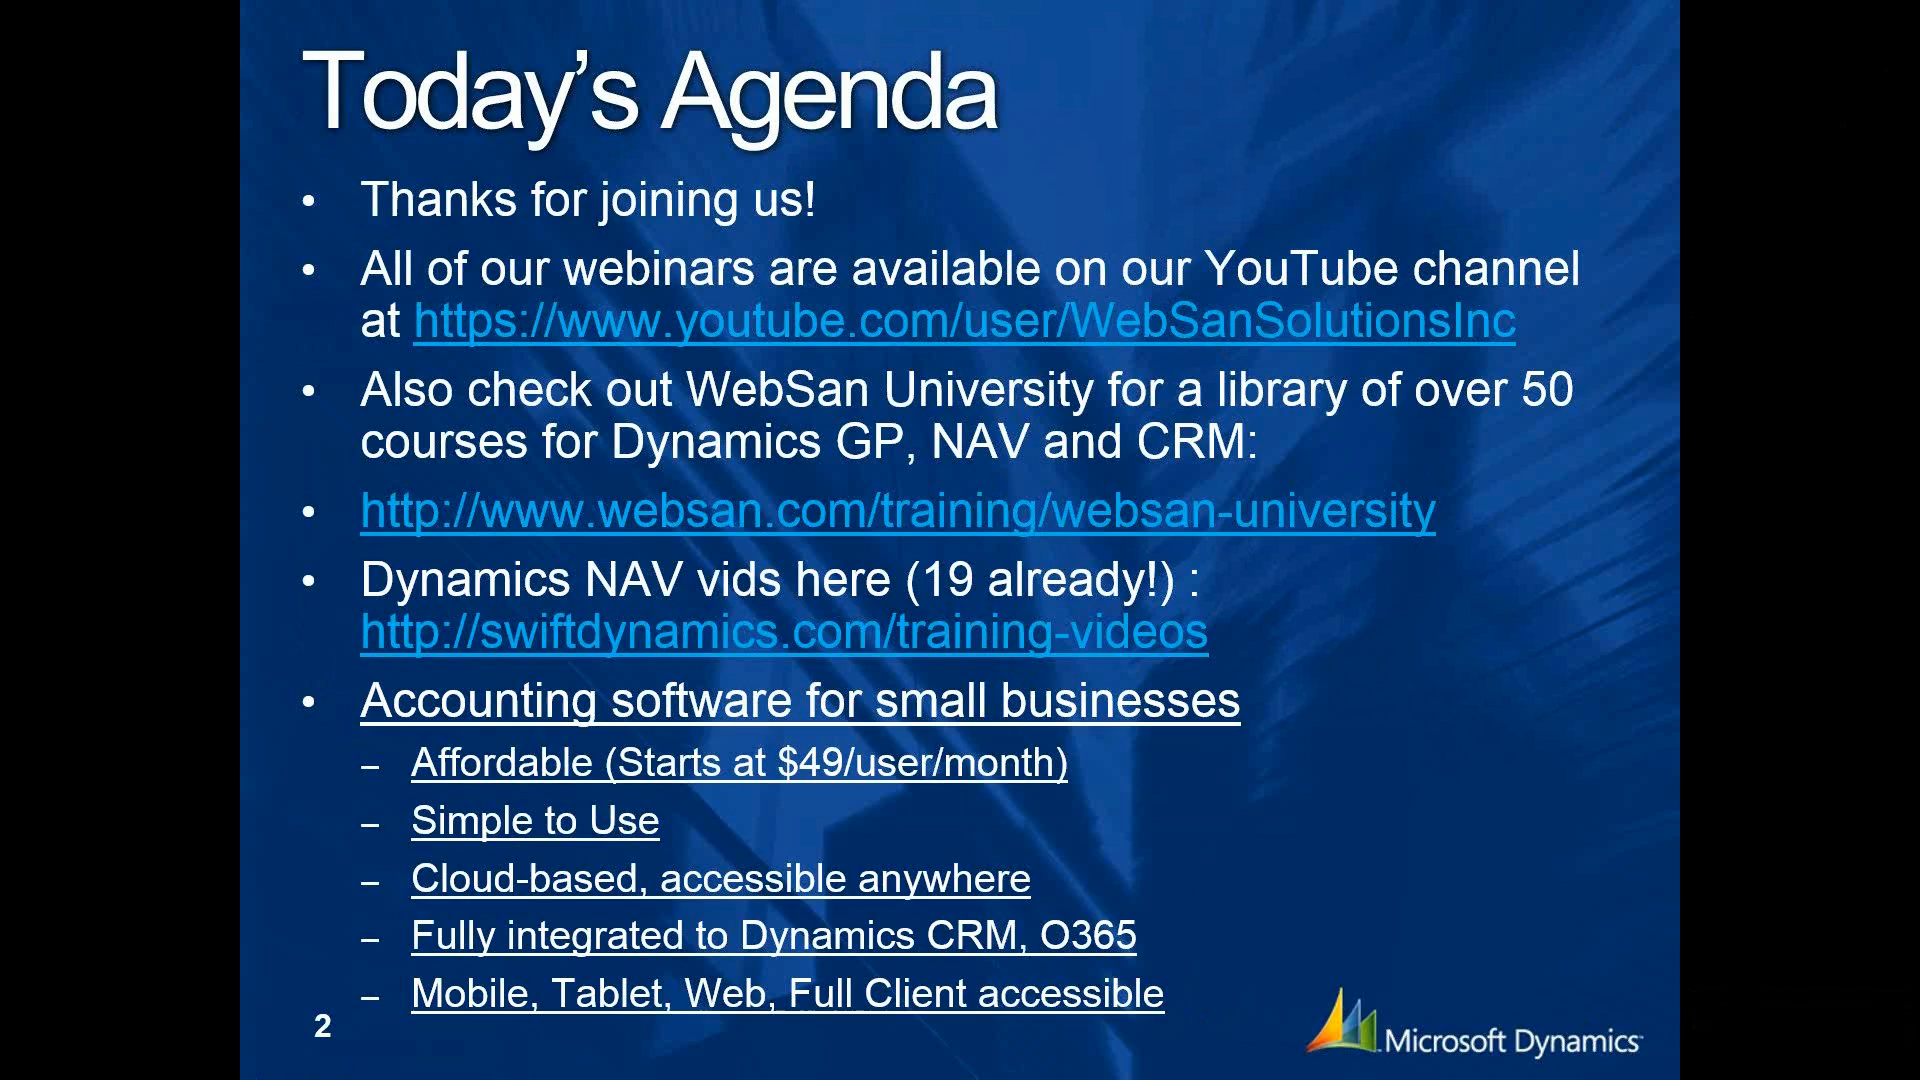 Today’s Agenda
• Thanks for joining us!
• All of our webinars are available on our YouTube channel
at https://www.youtube.com/user/WebSanSolutionsInc
• Also check out WebSan University for a library of over 50
courses for Dynamics GP, NAV and CRM:
• http://www.websan.com/training/websan-university
• Dynamics NAV vids here (19 already!) :
http://swiftdynamics.com/training-videos
• Accounting software for small businesses
– Affordable (Starts at $49/user/month)
– Simple to Use
– Cloud-based, accessible anywhere
– Fully integrated to Dynamics CRM, O365
– Mobile, Tablet, Web, Full Client accessible
2
Microsoft Dynamics